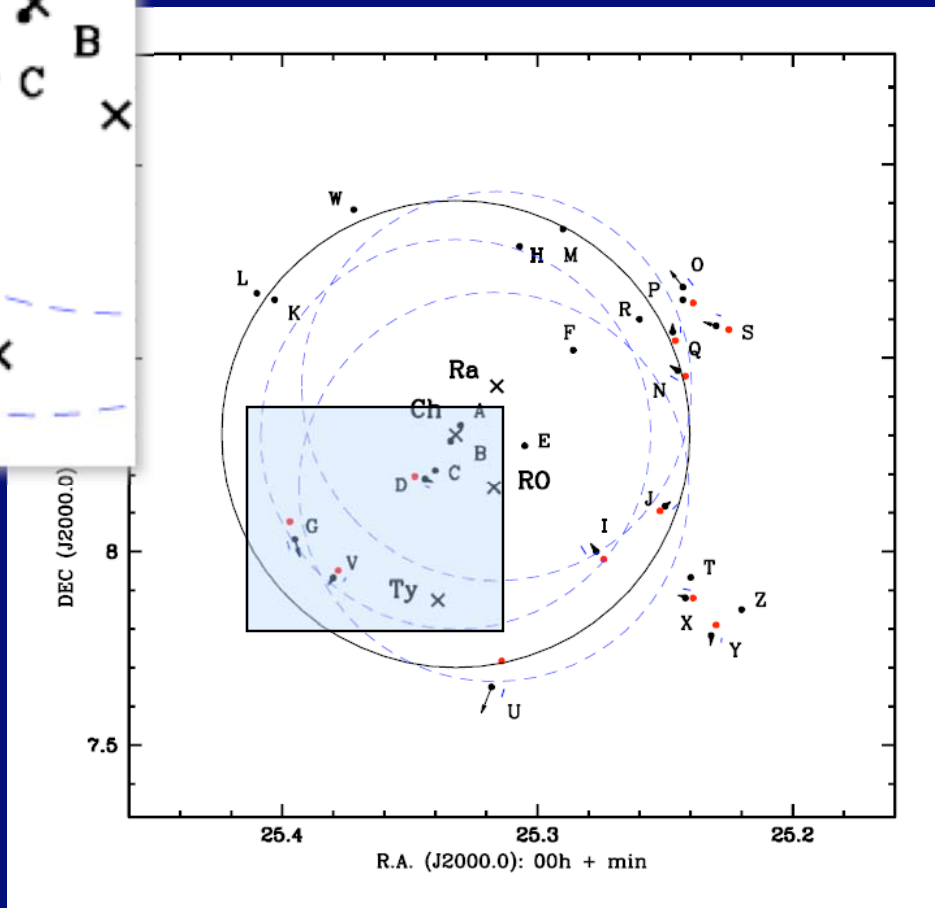 B
C
W
O
H
M
L
P
K
R
S
F
Q
Ra
N
Ch
A
E
B
RO
C
D
J
G
I
V
T
Ty
Z
X
Y
U
DEC (J2000.0)
8
7.5
25.4
25.3
25.2
R.A. (J2000.0): 00h + min